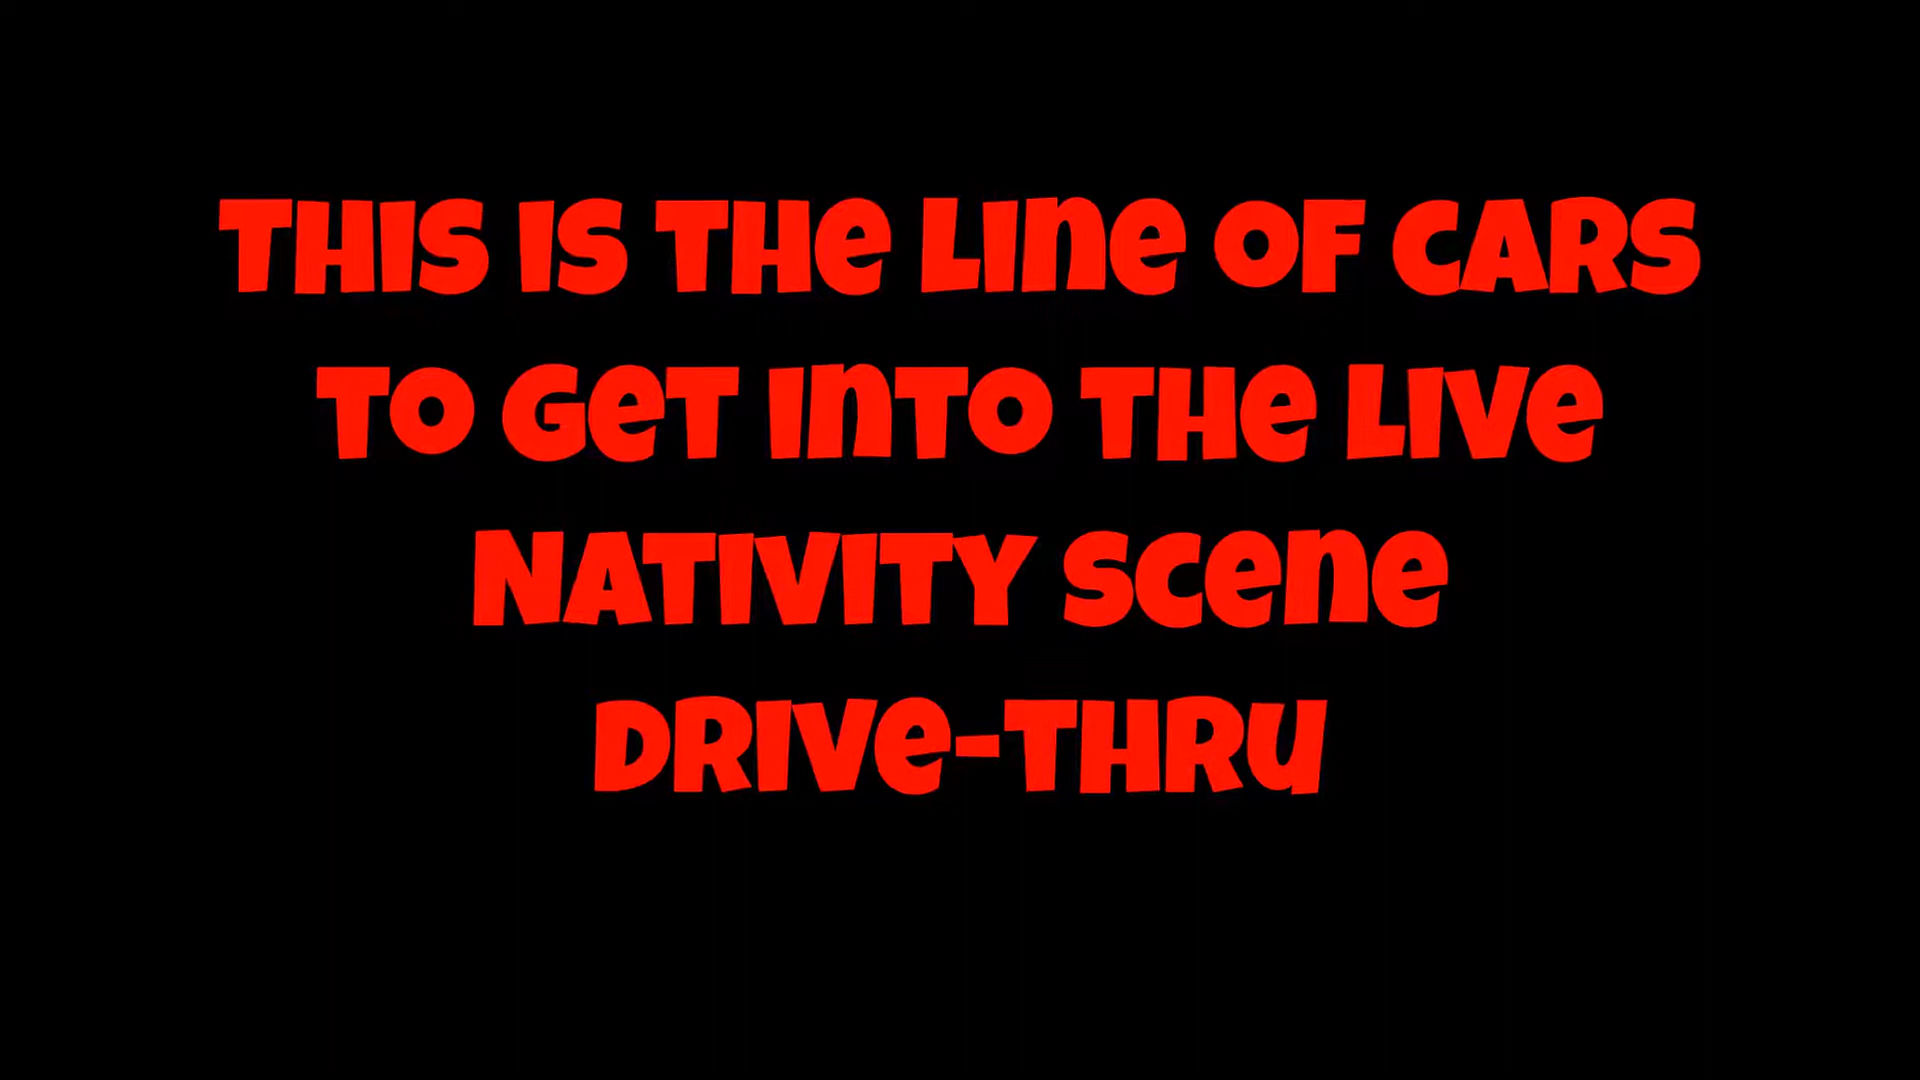 THIS IS THE LINE OF CARS
TO GET INTO THE LIVE
NATIVITY SCENE
DRIVE-THRU